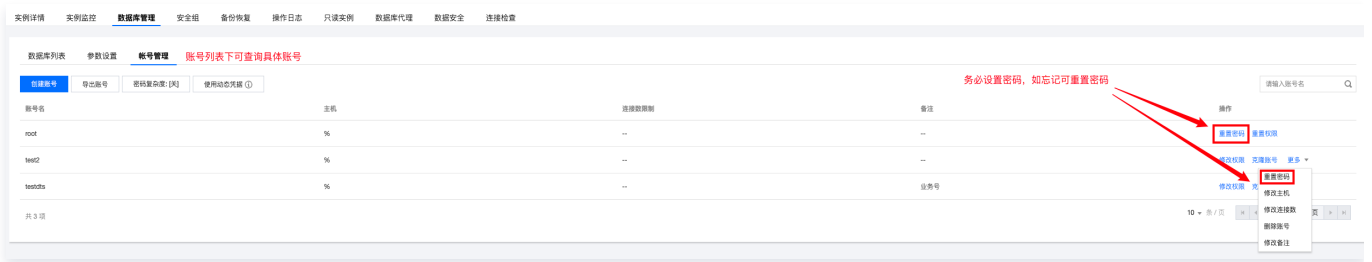 实例详情 实例监控 数据库管理 安全组 备份恢复 操作日志 只读实例 数据库代理 数据安全 连接检查
数据库列表 参数设置 帐号管理 账号列表下可查询具体账号
创建账号 导出账号 密码复杂度: [关] 使用动态凭据 务必设置密码，如忘记可重置密码 请输入账号名
账号名 主机 连接数限制 备注 操作
root % -- -- 重置密码 重置权限
test2 % -- -- 修改权限 克隆账号 更多
testdts % -- 业务号 修改权限 克
重置密码
修改主机
修改连接数
删除账号
修改备注
共 3 项 10 条 / 页 页